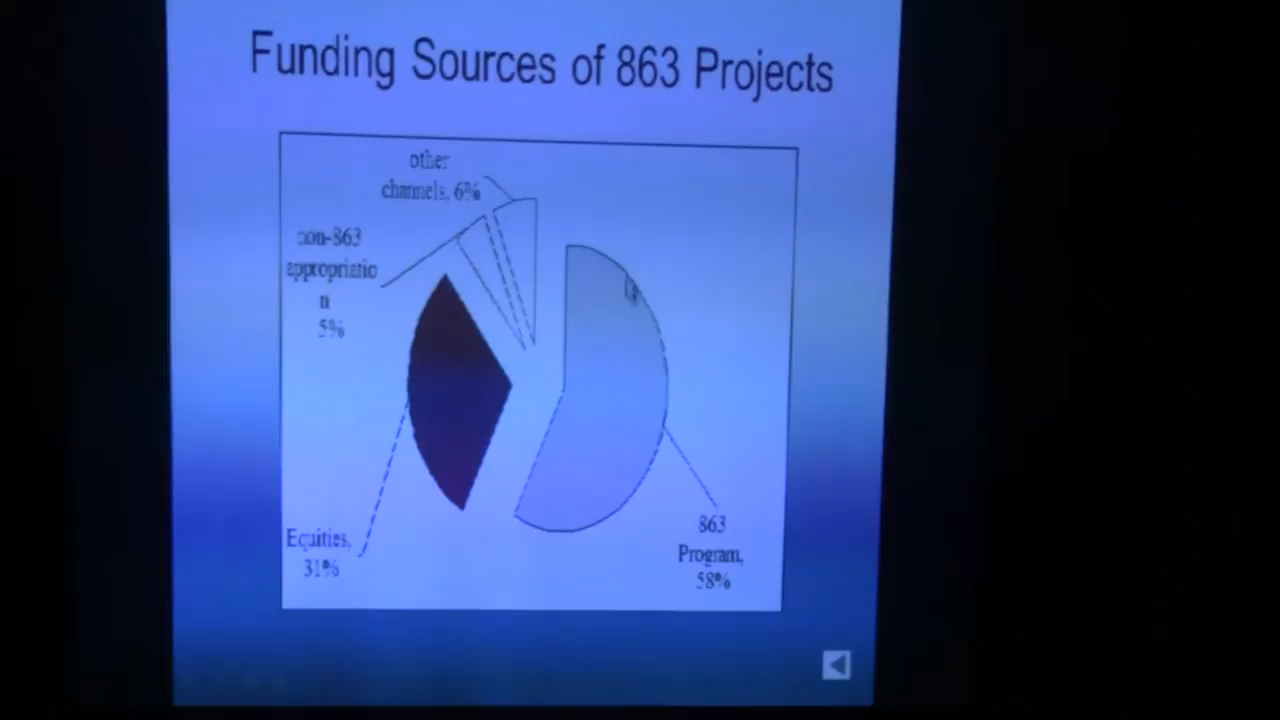 Funding Sources of 863 Projects
other
channels, 6%
non-863
appropriatio
n
5%
Equities,
31%
863
Program,
58%